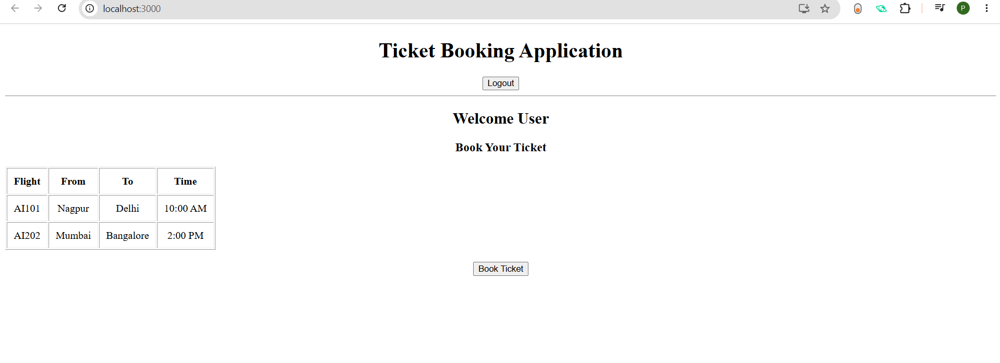 localhost:3000
P
Ticket Booking Application
Logout
Welcome User
Book Your Ticket
Flight From To Time
AI101 Nagpur Delhi 10:00 AM
AI202 Mumbai Bangalore 2:00 PM
Book Ticket